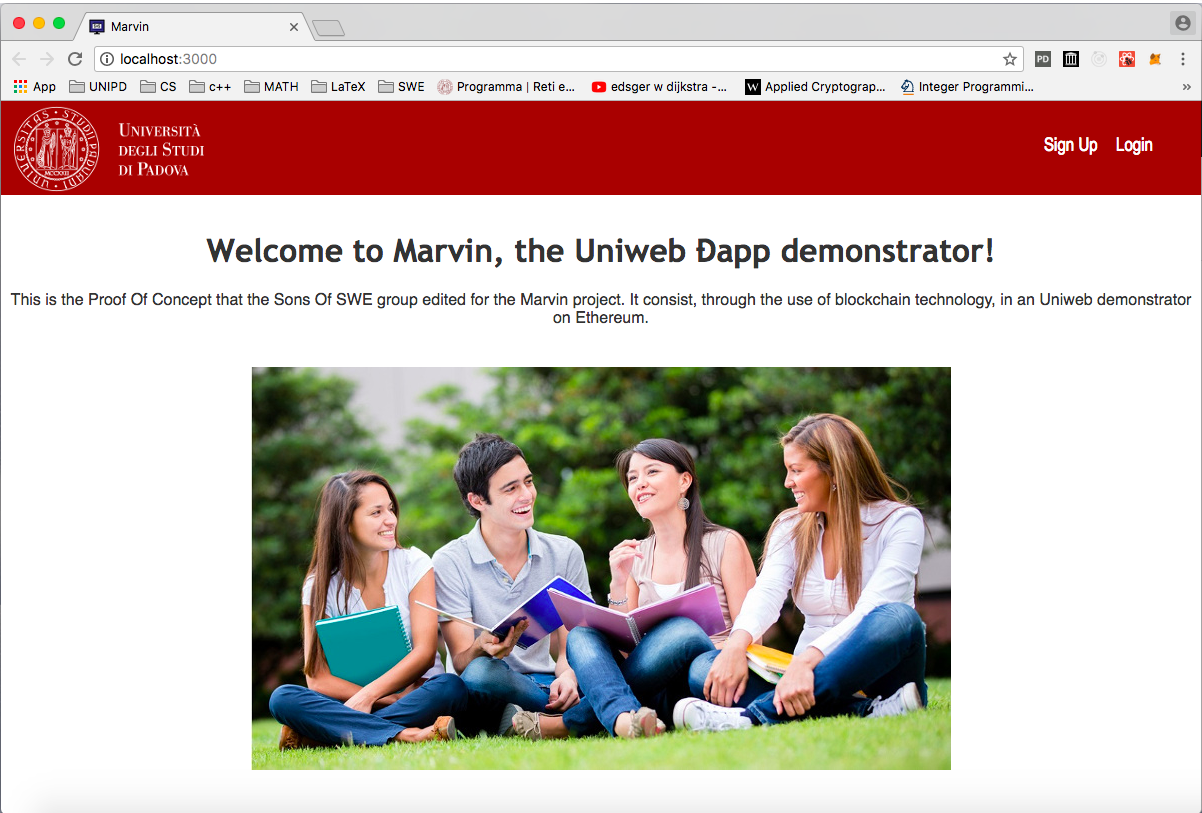 Marvin
localhost:3000
App UNIPD CS c++ MATH LaTeX SWE Programma | Reti e... edsger w dijkstra -... Applied Cryptograp... Integer Programmi... »
PD
W
UNIVERSITÀ
DEGLI STUDI
DI PADOVA
MCCXXII
Sign Up Login
Welcome to Marvin, the Uniweb Đapp demonstrator!
This is the Proof Of Concept that the Sons Of SWE group edited for the Marvin project. It consist, through the use of blockchain technology, in an Uniweb demonstrator
on Ethereum.